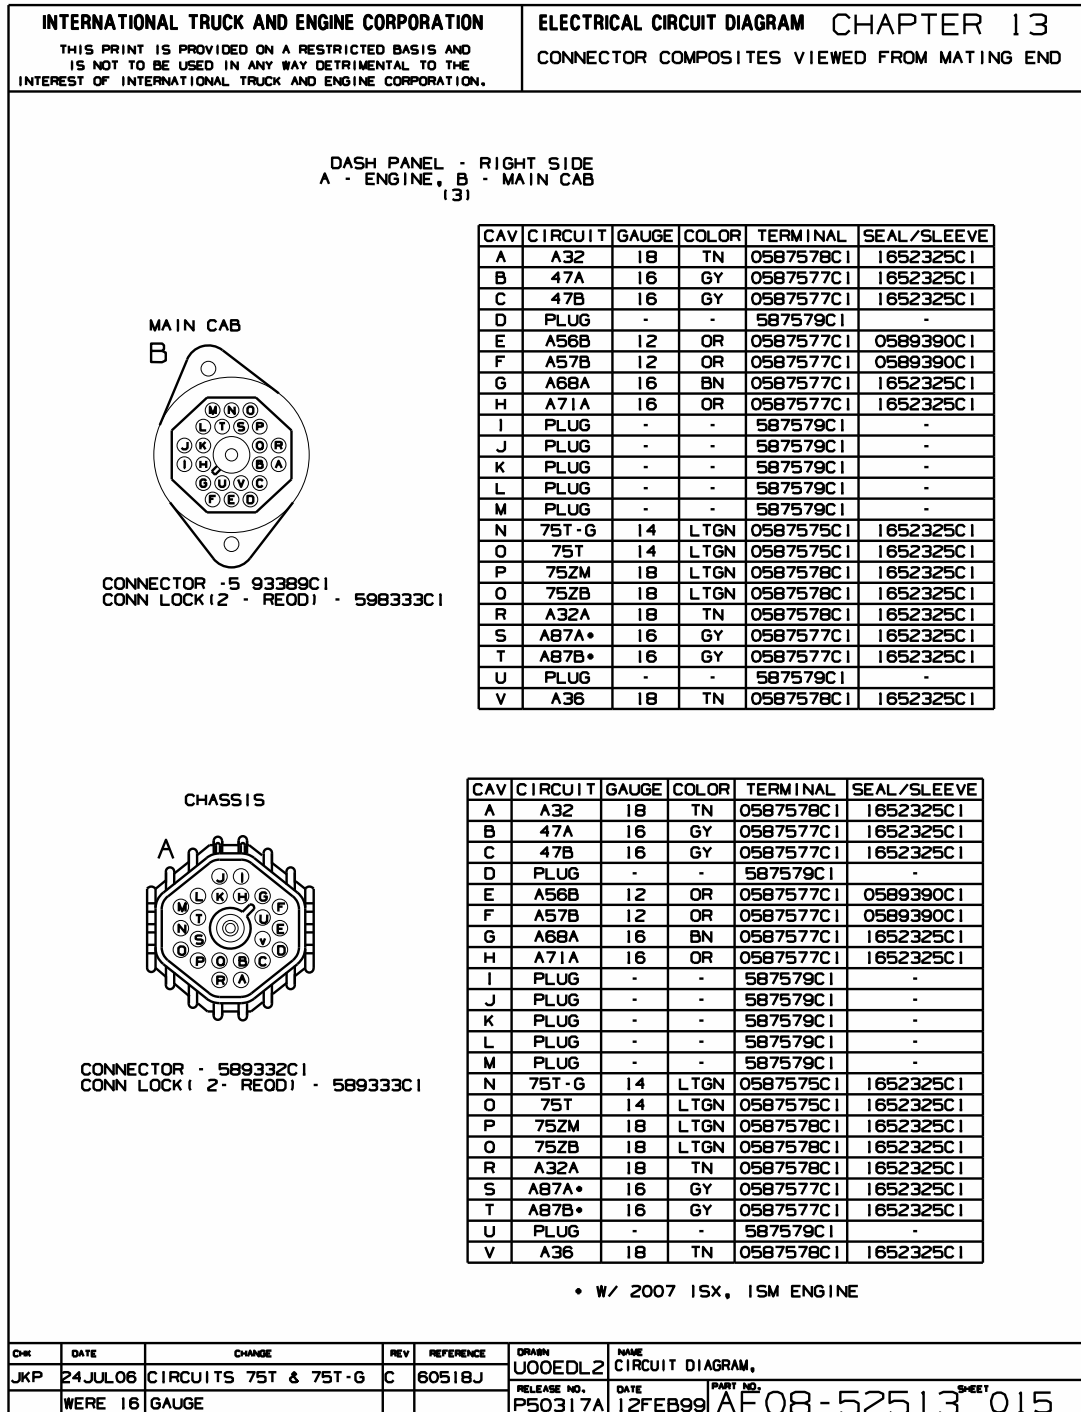 INTERNATIONAL TRUCK AND ENGINE CORPORATION
THIS PRINT IS PROVIDED ON A RESTRICTED BASIS AND
IS NOT TO BE USED IN ANY WAY DETRIMENTAL TO THE
INTEREST OF INTERNATIONAL TRUCK AND ENGINE CORPORATION.
ELECTRICAL CIRCUIT DIAGRAM CHAPTER 13
CONNECTOR COMPOSITES VIEWED FROM MATING END
DASH PANEL - RIGHT SIDE
A - ENGINE, B - MAIN CAB
(3)
MAIN CAB
B
M N O
L T S P
J K Q R
I H B A
G U V C
F E D
CONNECTOR -5 93389C1
CONN LOCK(2 - REQD) - 598333C1
CAV CIRCUIT GAUGE COLOR TERMINAL SEAL/SLEEVE
A A32 18 TN 0587578C1 1652325C1
B 47A 16 GY 0587577C1 1652325C1
C 47B 16 GY 0587577C1 1652325C1
D PLUG - - 587579C1 -
E A56B 12 OR 0587577C1 0589390C1
F A57B 12 OR 0587577C1 0589390C1
G A68A 16 BN 0587577C1 1652325C1
H A71A 16 OR 0587577C1 1652325C1
I PLUG - - 587579C1 -
J PLUG - - 587579C1 -
K PLUG - - 587579C1 -
L PLUG - - 587579C1 -
M PLUG - - 587579C1 -
N 75T-G 14 LTGN 0587575C1 1652325C1
O 75T 14 LTGN 0587575C1 1652325C1
P 75ZM 18 LTGN 0587578C1 1652325C1
Q 75ZB 18 LTGN 0587578C1 1652325C1
R A32A 18 TN 0587578C1 1652325C1
S A87A• 16 GY 0587577C1 1652325C1
T A87B• 16 GY 0587577C1 1652325C1
U PLUG - - 587579C1 -
V A36 18 TN 0587578C1 1652325C1
CHASSIS
A
J I
L K H G
M F
T U
N E
S V
O D
P Q B C
R A
CONNECTOR - 589332C1
CONN LOCK( 2- REQD) - 589333C1
CAV CIRCUIT GAUGE COLOR TERMINAL SEAL/SLEEVE
A A32 18 TN 0587578C1 1652325C1
B 47A 16 GY 0587577C1 1652325C1
C 47B 16 GY 0587577C1 1652325C1
D PLUG - - 587579C1 -
E A56B 12 OR 0587577C1 0589390C1
F A57B 12 OR 0587577C1 0589390C1
G A68A 16 BN 0587577C1 1652325C1
H A71A 16 OR 0587577C1 1652325C1
I PLUG - - 587579C1 -
J PLUG - - 587579C1 -
K PLUG - - 587579C1 -
L PLUG - - 587579C1 -
M PLUG - - 587579C1 -
N 75T-G 14 LTGN 0587575C1 1652325C1
O 75T 14 LTGN 0587575C1 1652325C1
P 75ZM 18 LTGN 0587578C1 1652325C1
Q 75ZB 18 LTGN 0587578C1 1652325C1
R A32A 18 TN 0587578C1 1652325C1
S A87A• 16 GY 0587577C1 1652325C1
T A87B• 16 GY 0587577C1 1652325C1
U PLUG - - 587579C1 -
V A36 18 TN 0587578C1 1652325C1
• W/ 2007 ISX, ISM ENGINE
CHK DATE CHANGE REV REFERENCE
JKP 24JUL06 CIRCUITS 75T & 75T-G C 60518J
WERE 16 GAUGE
DRAWN U00EDL2
NAME CIRCUIT DIAGRAM,
RELEASE NO. P50317A
DATE 12FEB99
PART NO. AF08-52513 SHEET 015